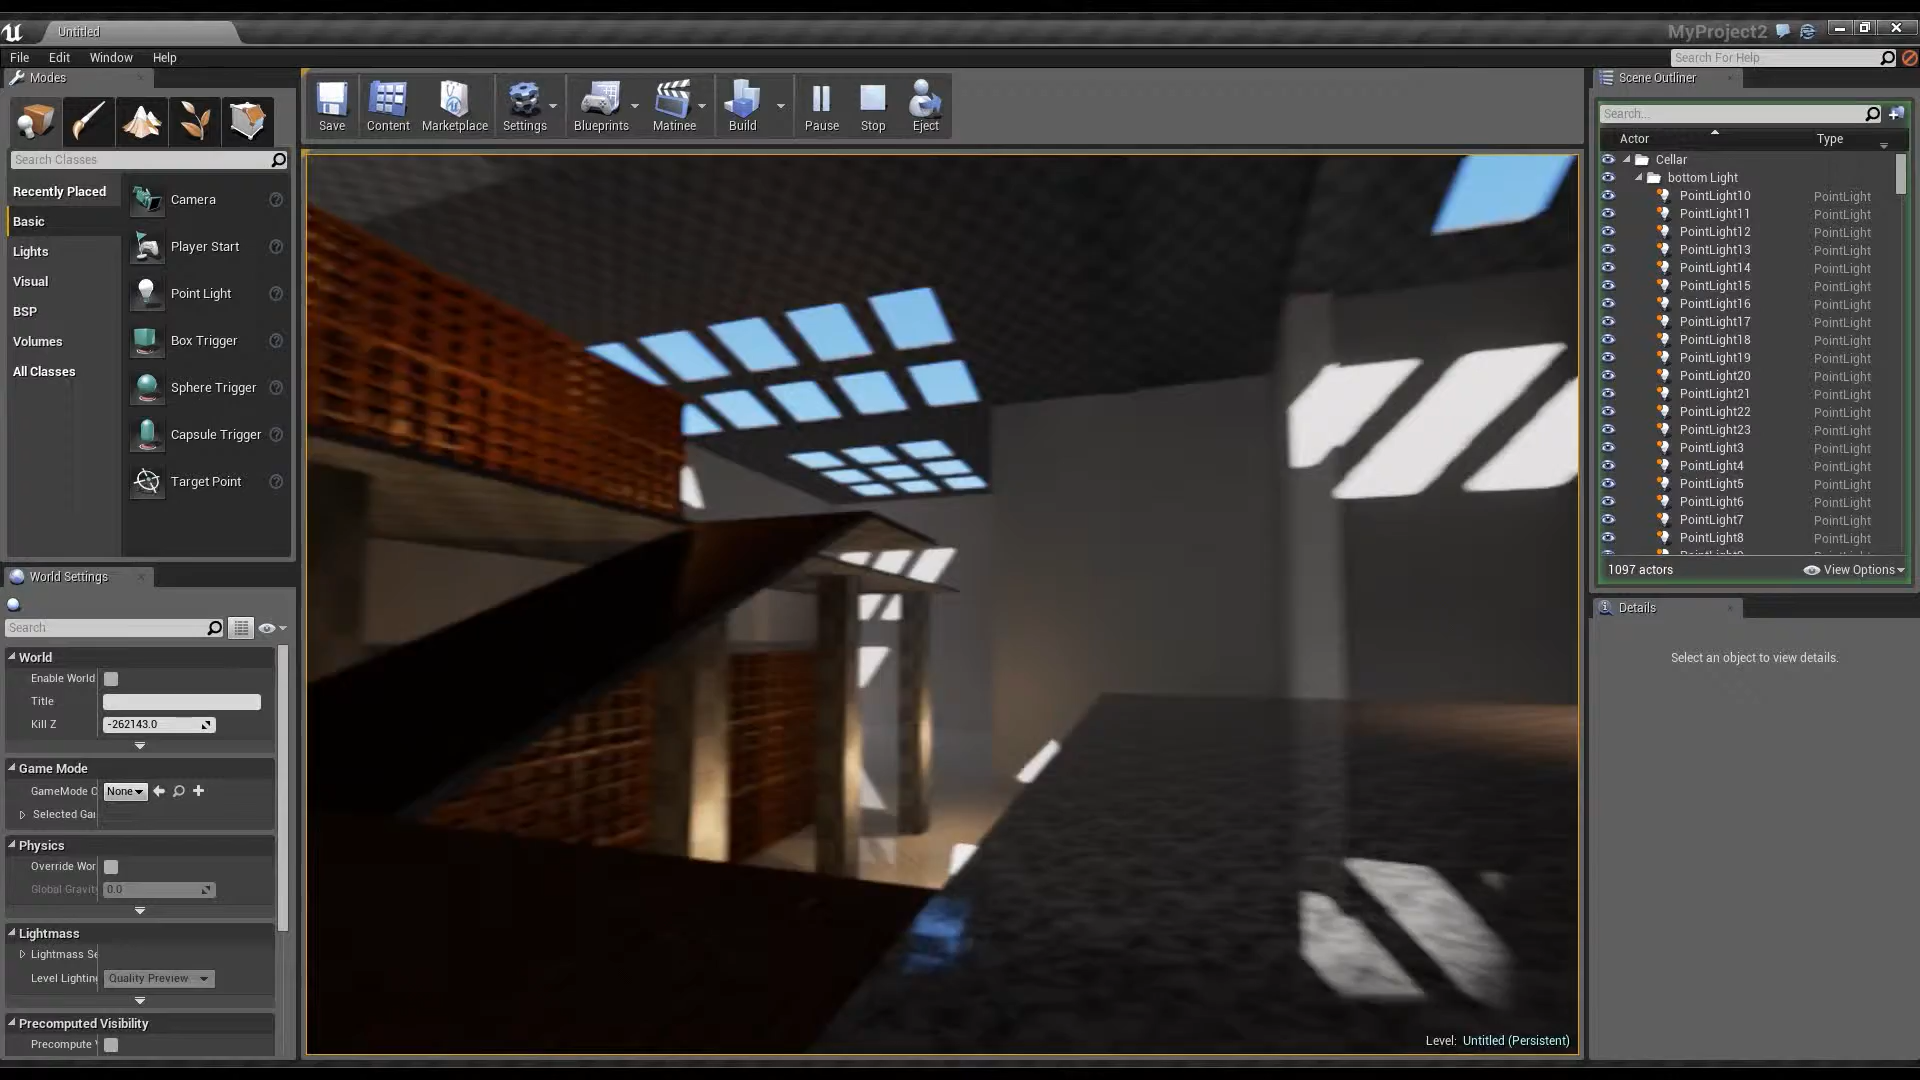 Untitled
MyProject2
File Edit Window Help
Search For Help
Modes
Search Classes
Recently Placed
Basic
Lights
Visual
BSP
Volumes
All Classes
Camera
Player Start
Point Light
Box Trigger
Sphere Trigger
Capsule Trigger
Target Point
World Settings
Search
World
Enable World
Title
Kill Z -262143.0
Game Mode
GameMode O None
Selected Gar
Physics
Override Wor
Global Gravit 0.0
Lightmass
Lightmass Se
Level Lighting Quality Preview
Precomputed Visibility
Precompute V
Save Content Marketplace Settings Blueprints Matinee Build Pause Stop Eject
Level: Untitled (Persistent)
Scene Outliner
Search...
Actor Type
Cellar
bottom Light
PointLight10 PointLight
PointLight11 PointLight
PointLight12 PointLight
PointLight13 PointLight
PointLight14 PointLight
PointLight15 PointLight
PointLight16 PointLight
PointLight17 PointLight
PointLight18 PointLight
PointLight19 PointLight
PointLight20 PointLight
PointLight21 PointLight
PointLight22 PointLight
PointLight23 PointLight
PointLight3 PointLight
PointLight4 PointLight
PointLight5 PointLight
PointLight6 PointLight
PointLight7 PointLight
PointLight8 PointLight
1097 actors View Options
Details
Select an object to view details.